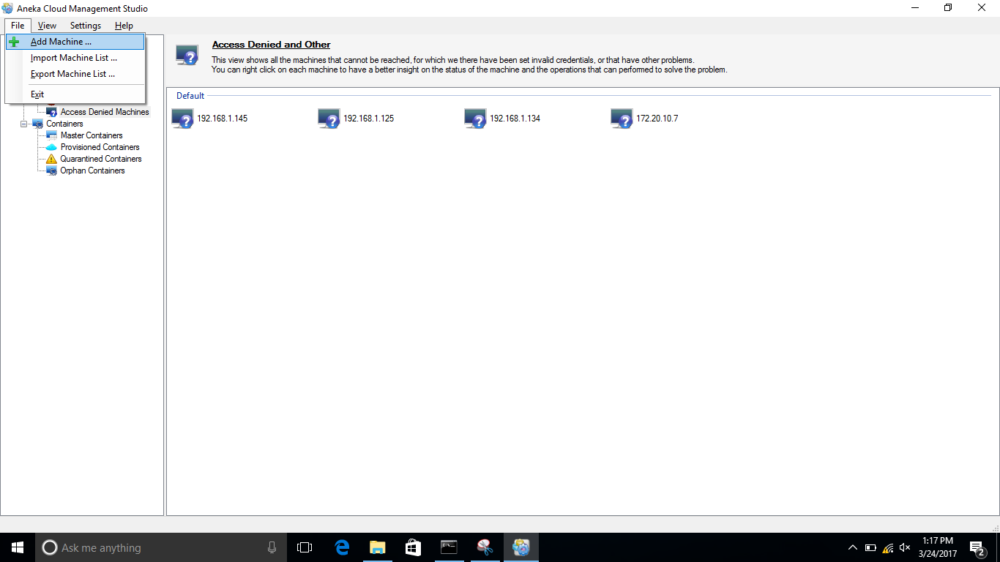 Aneka Cloud Management Studio
File View Settings Help
Add Machine ...
Import Machine List ...
Export Machine List ...
Exit
Access Denied Machines
Containers
Master Containers
Provisioned Containers
Quarantined Containers
Orphan Containers
Access Denied and Other
This view shows all the machines that cannot be reached, for which we there have been set invalid credentials, or that have other problems.
You can right click on each machine to have a better insight on the status of the machine and the operations that can performed to solve the problem.
Default
192.168.1.145 192.168.1.125 192.168.1.134 172.20.10.7
Ask me anything
1:17 PM
3/24/2017
2